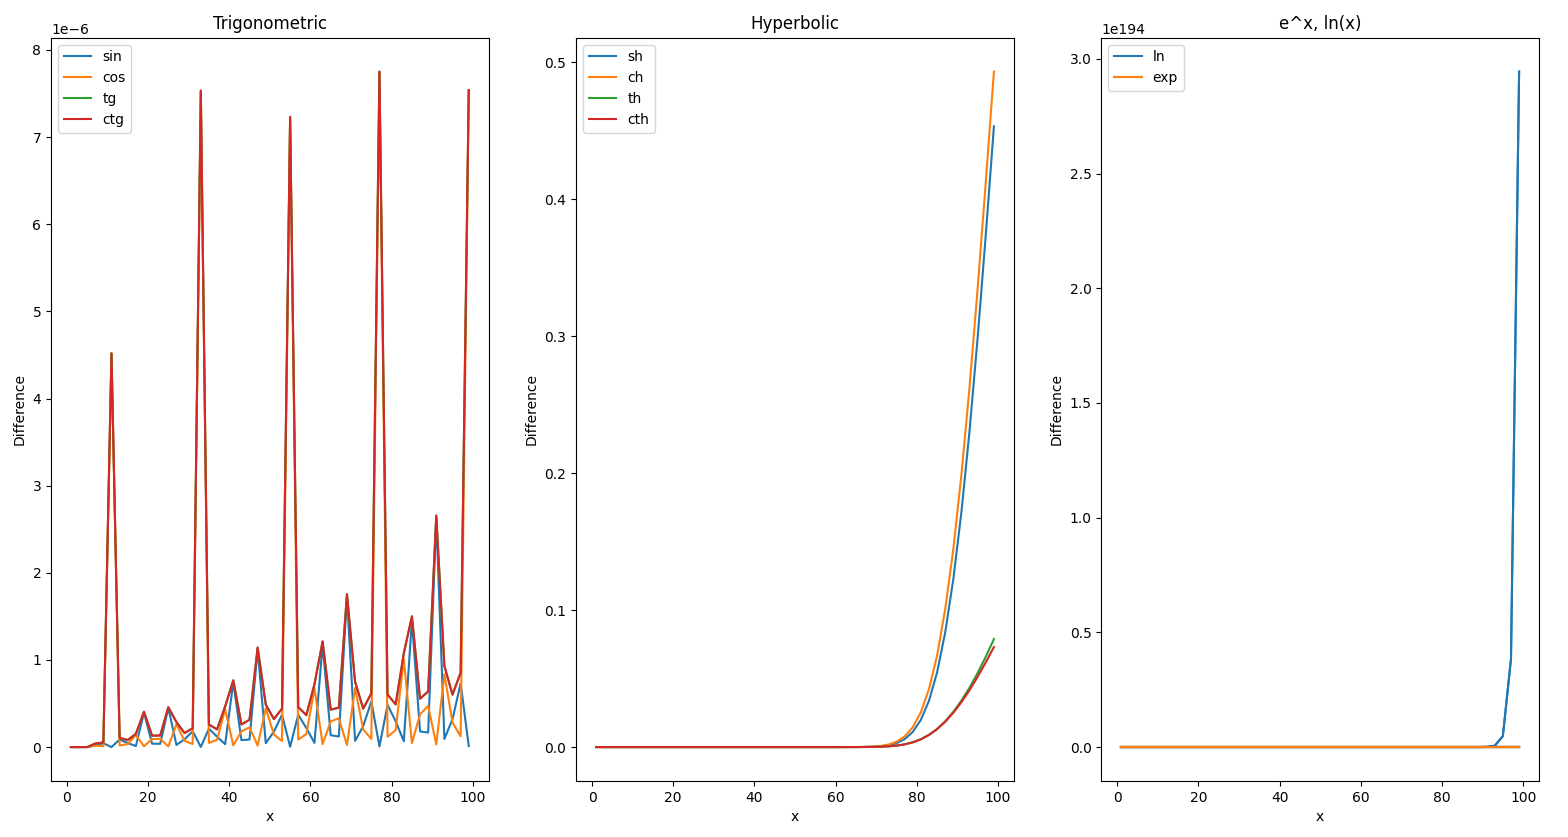 Trigonometric
1e−6
sin
cos
tg
ctg
8
7
6
5
4
3
2
1
0
Difference
0 20 40 60 80 100
x
Hyperbolic
sh
ch
th
cth
0.5
0.4
0.3
0.2
0.1
0.0
Difference
0 20 40 60 80 100
x
e^x, ln(x)
1e194
ln
exp
3.0
2.5
2.0
1.5
1.0
0.5
0.0
Difference
0 20 40 60 80 100
x